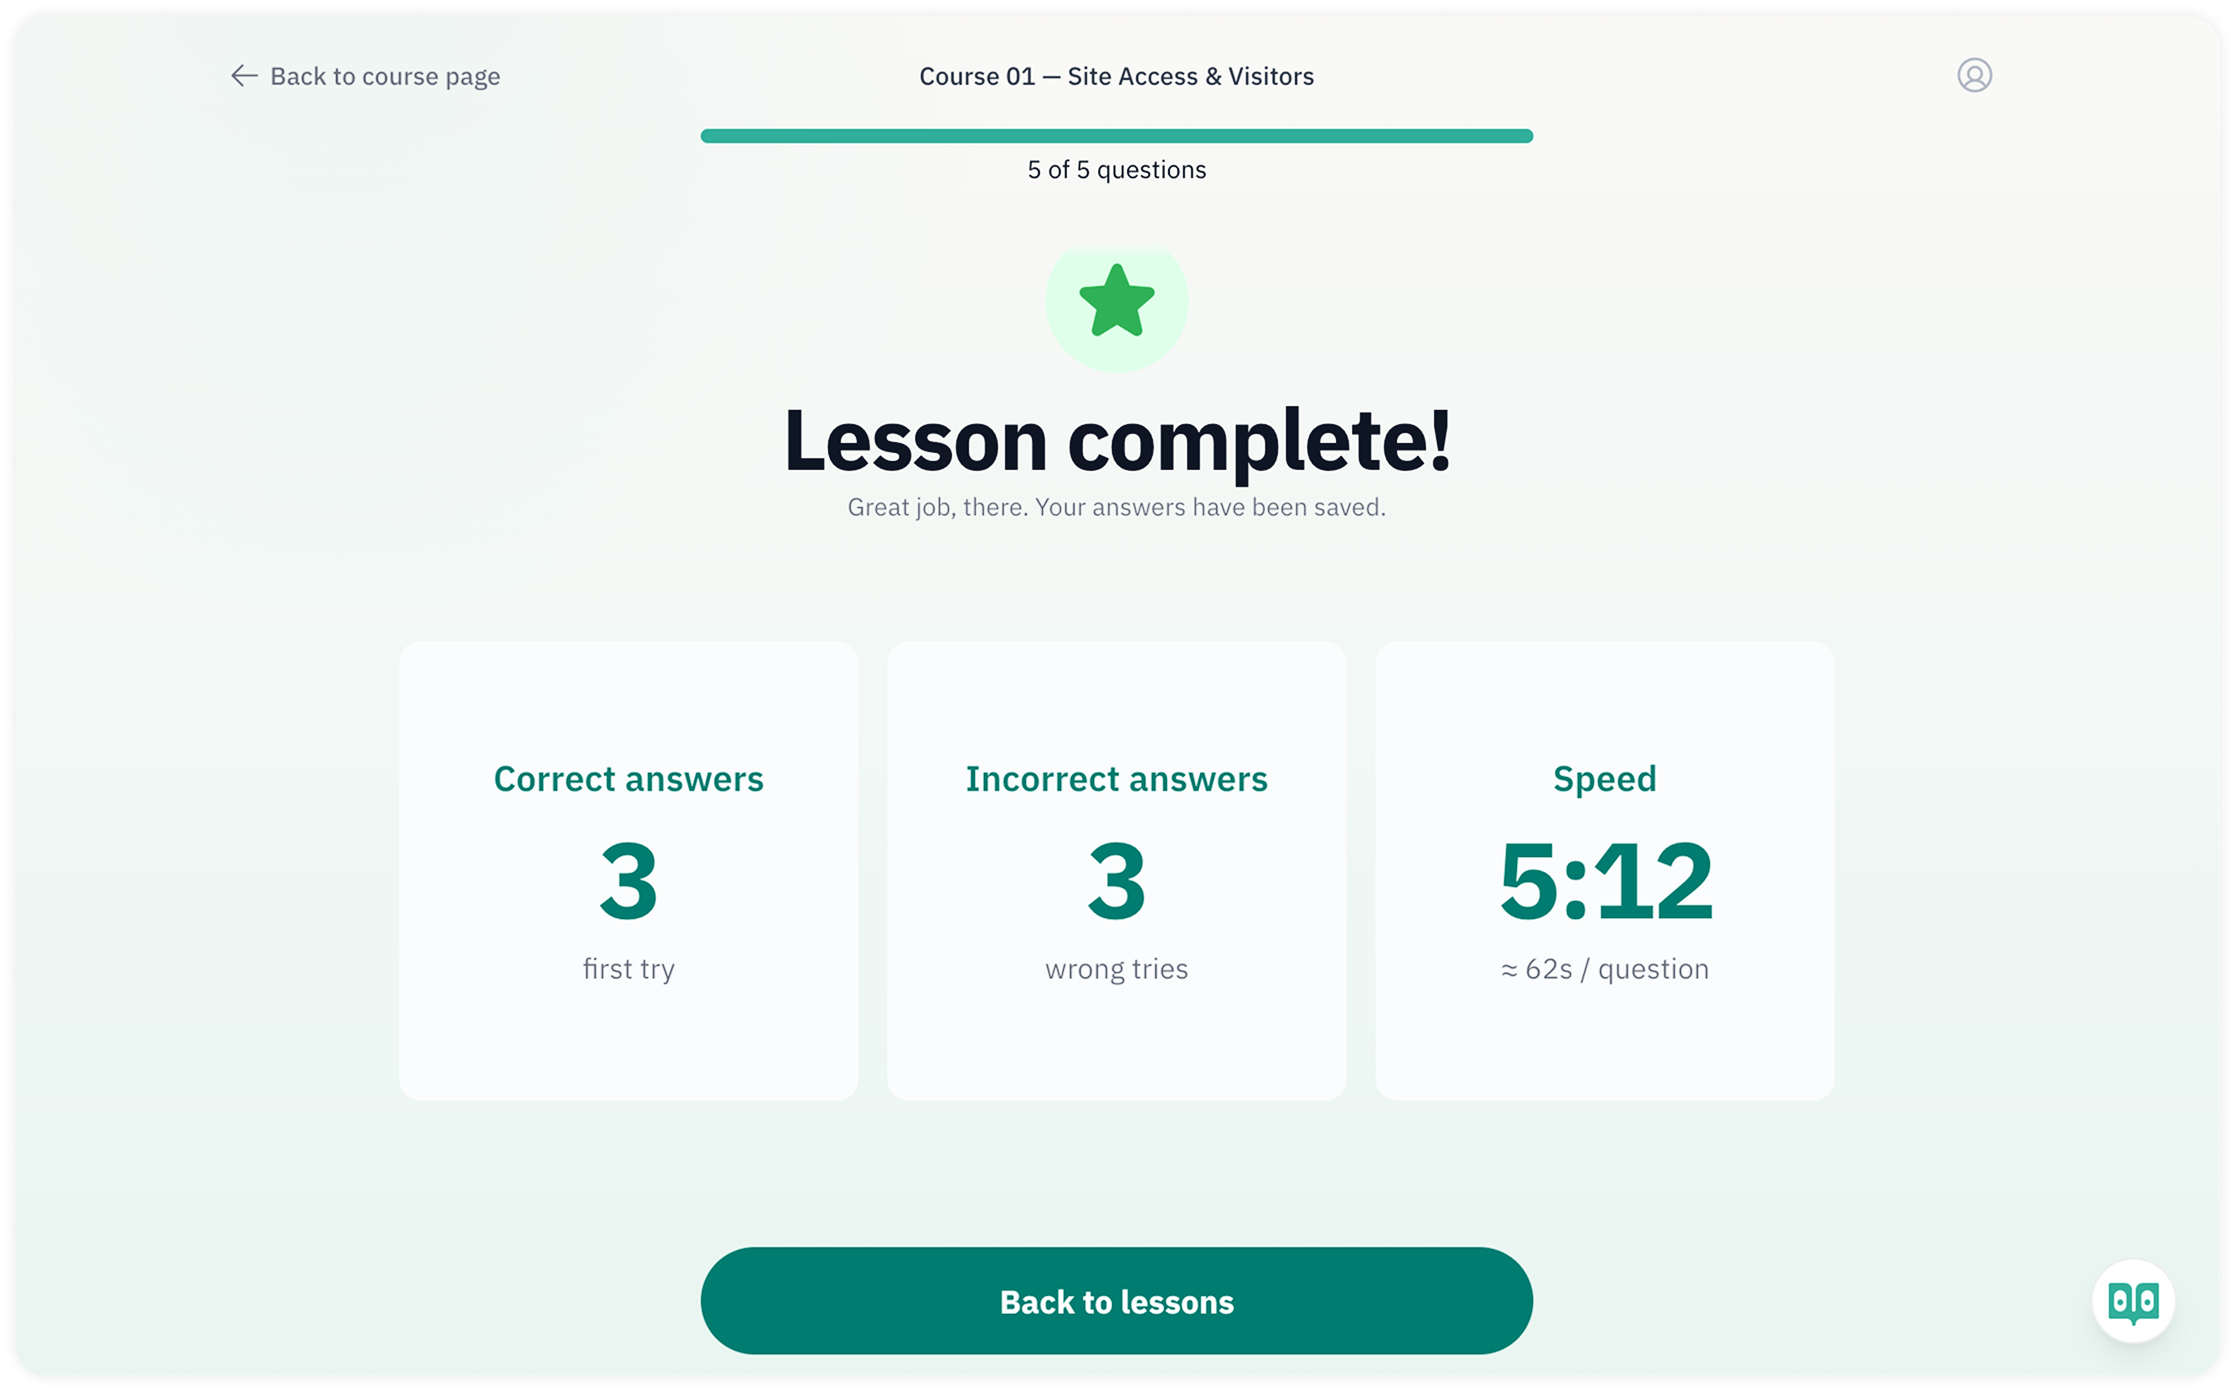 Back to course page
Course 01 — Site Access & Visitors
5 of 5 questions
Lesson complete!
Great job, there. Your answers have been saved.
Correct answers
3
first try
Incorrect answers
3
wrong tries
Speed
5:12
≈ 62s / question
Back to lessons